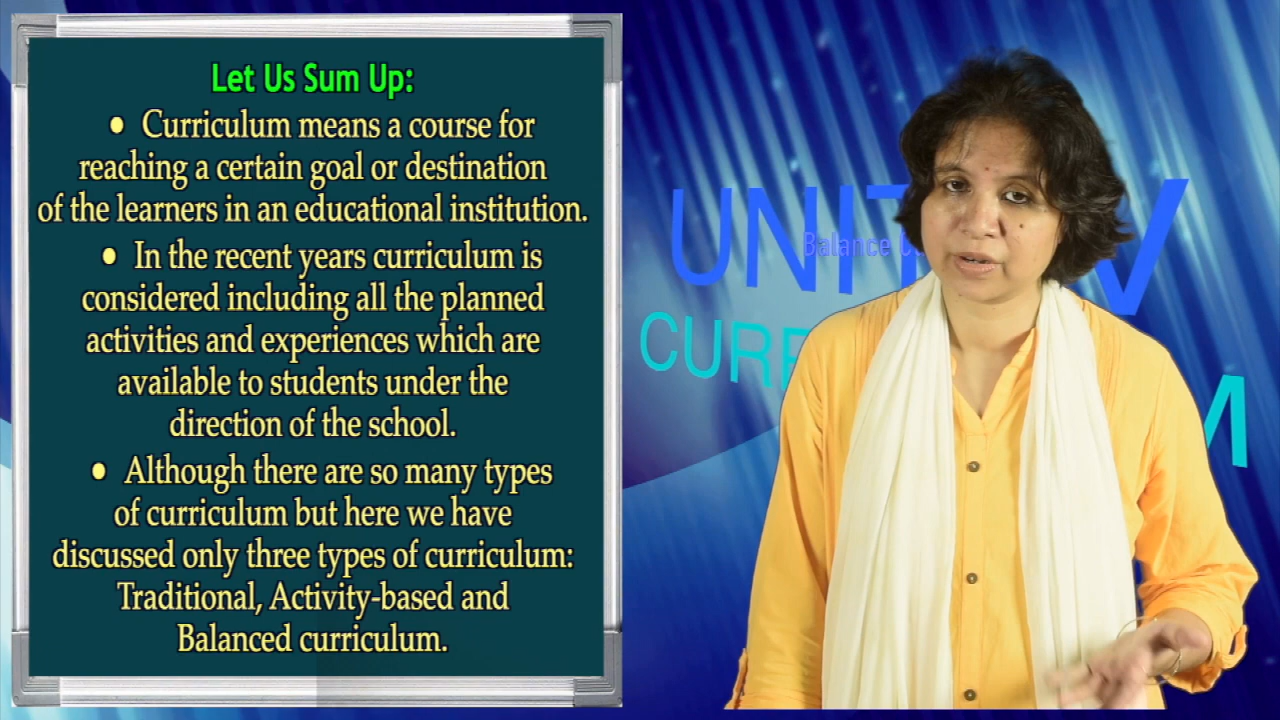 Let Us Sum Up:
• Curriculum means a course for
reaching a certain goal or destination
of the learners in an educational institution.
• In the recent years curriculum is
considered including all the planned
activities and experiences which are
available to students under the
direction of the school.
• Although there are so many types
of curriculum but here we have
discussed only three types of curriculum:
Traditional, Activity-based and
Balanced curriculum.
Balance